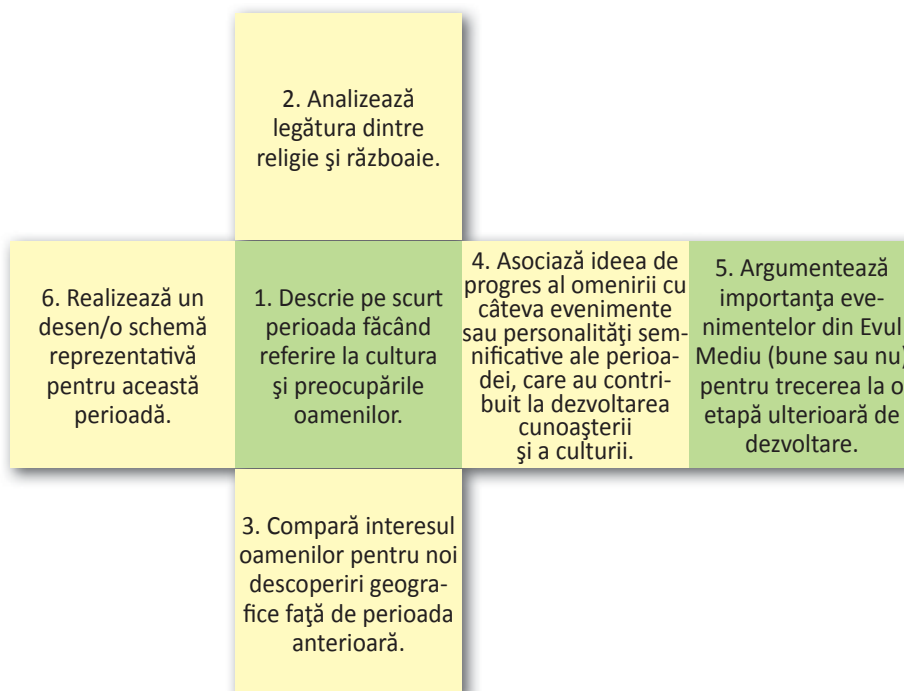 2. Analizează
legătura dintre
religie şi războaie.
6. Realizează un
desen/o schemă
reprezentativă
pentru această
perioadă.
1. Descrie pe scurt
perioada făcând
referire la cultura
şi preocupările
oamenilor.
4. Asociază ideea de
progres al omenirii cu
câteva evenimente
sau personalităţi sem-
nificative ale perioa-
dei, care au contri-
buit la dezvoltarea
cunoaşterii
şi a culturii.
5. Argumentează
importanţa eve-
nimentelor din Evul
Mediu (bune sau nu)
pentru trecerea la o
etapă ulterioară de
dezvoltare.
3. Compară interesul
oamenilor pentru noi
descoperiri geogra-
fice faţă de perioada
anterioară.